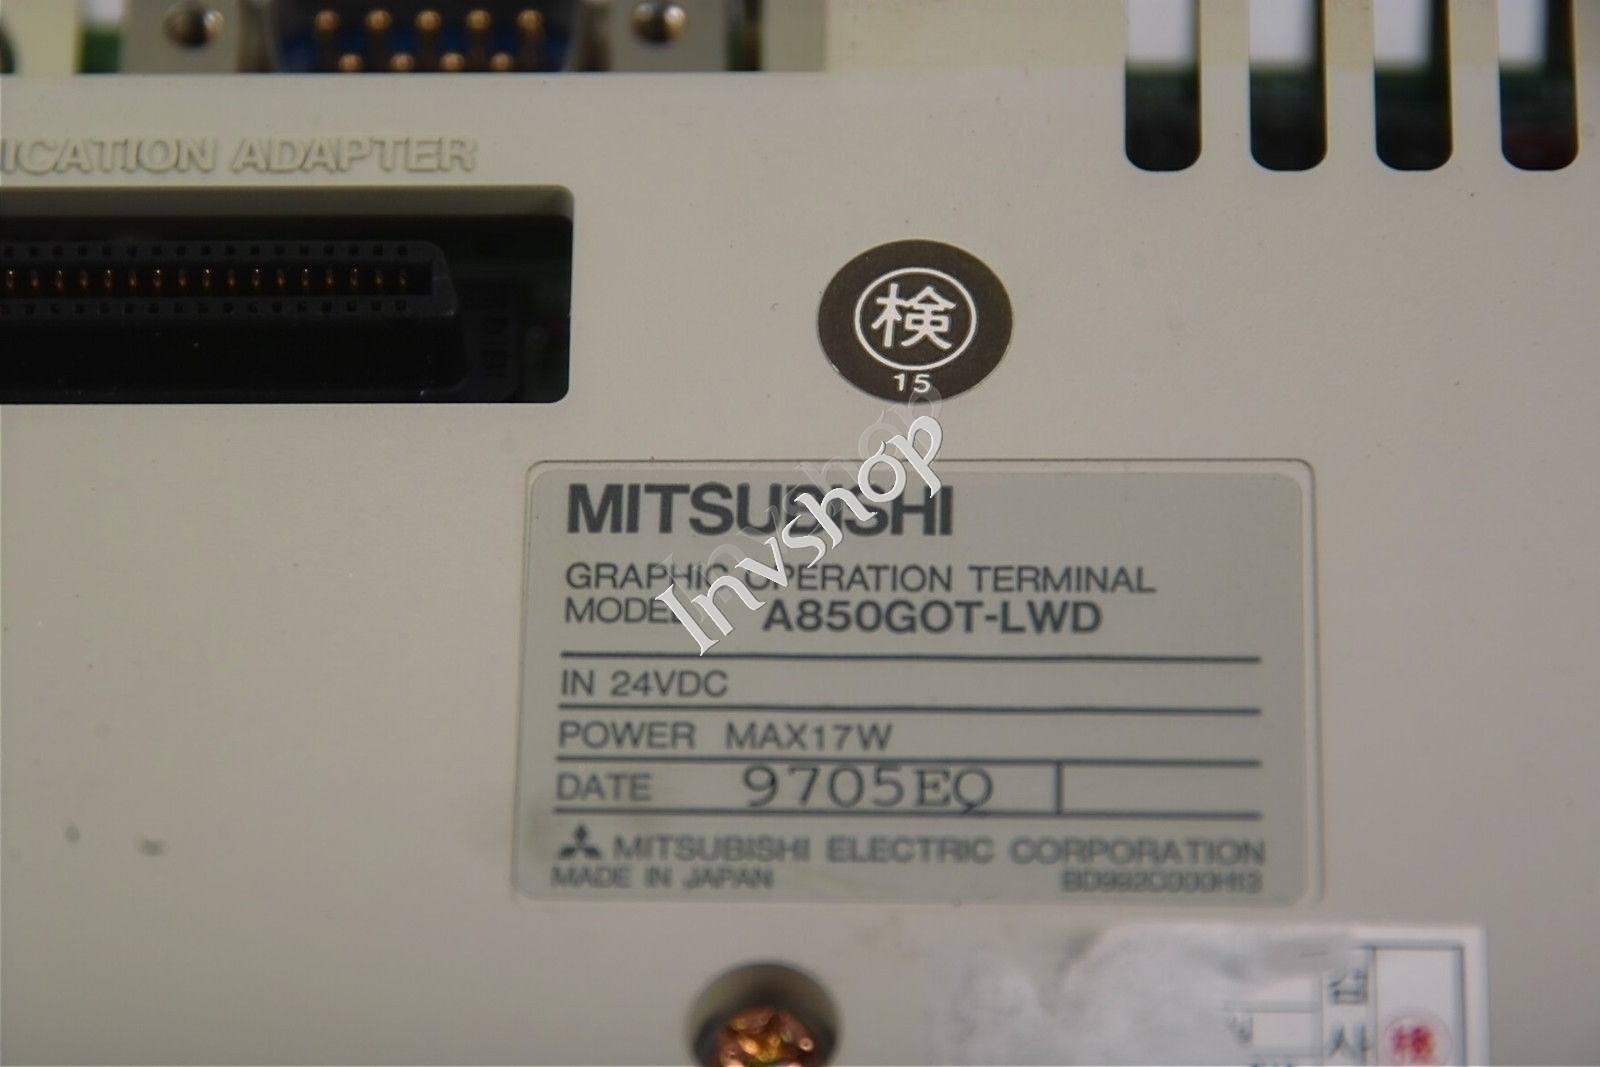 ICATION ADAPTER
検
15
MITSUBISHI
GRAPHIC OPERATION TERMINAL
MODEL A850GOT-LWD
IN 24VDC
POWER MAX17W
DATE 9705EQ
MITSUBISHI ELECTRIC CORPORATION
MADE IN JAPAN BD992C000H13
Invshop
검
사
検